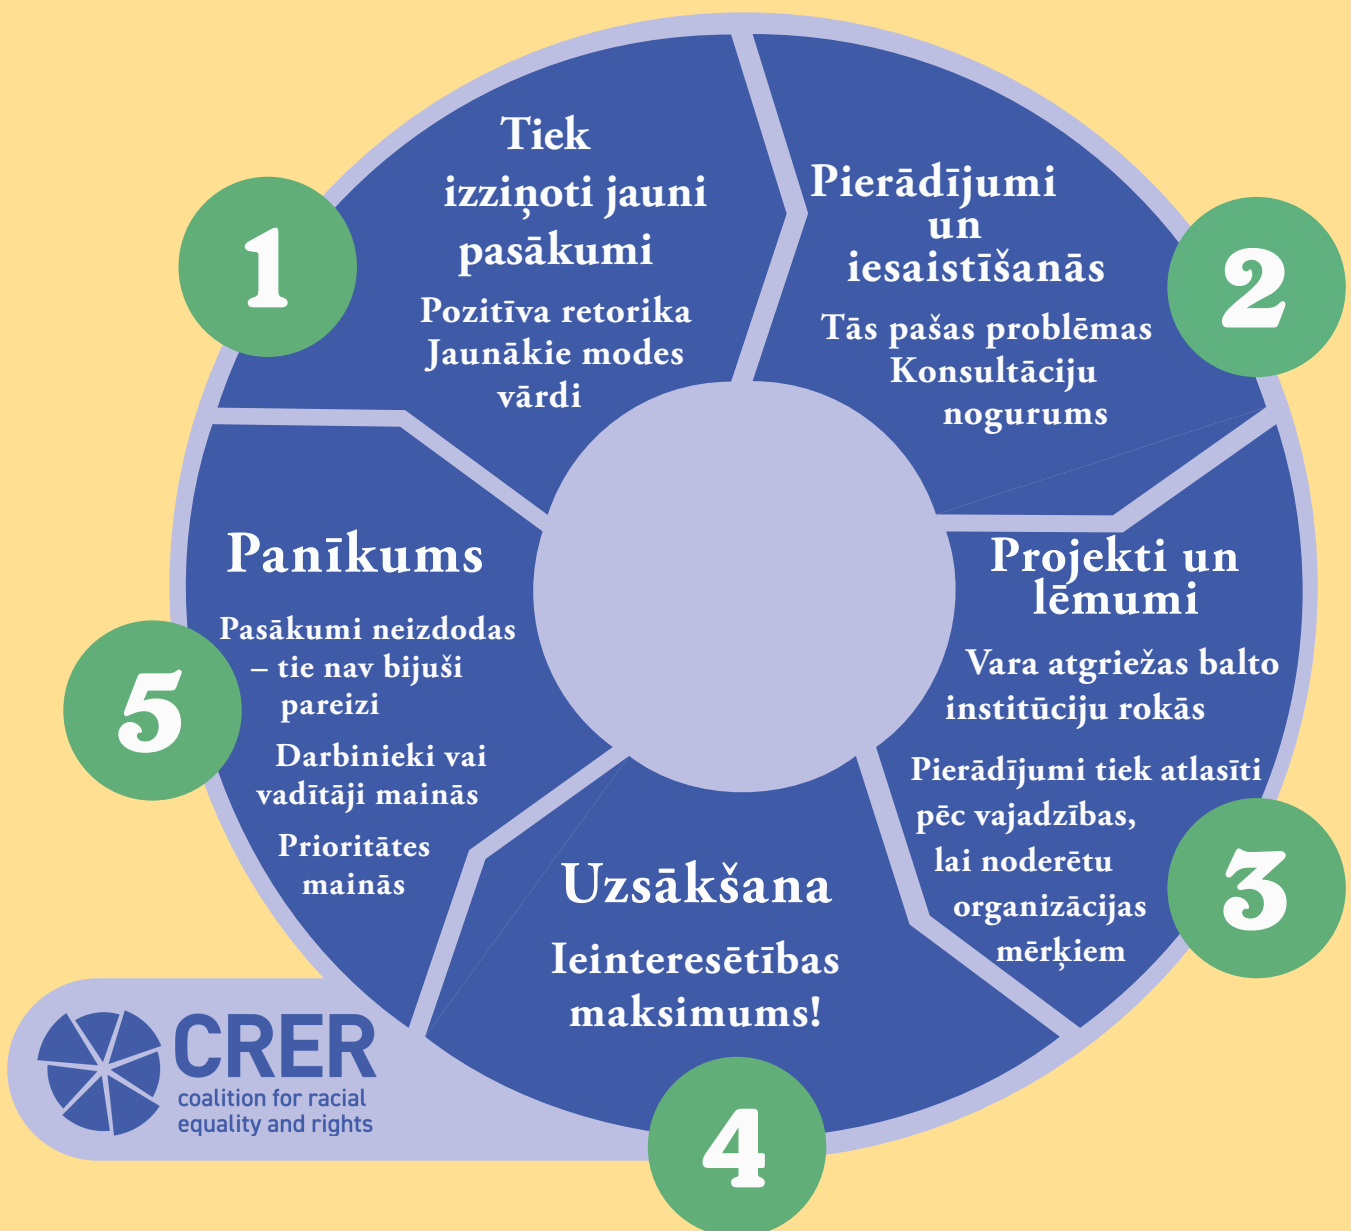 1
Tiek
izziņoti jauni
pasākumi
Pozitīva retorika
Jaunākie modes
vārdi
2
Pierādījumi
un
iesaistīšanās
Tās pašas problēmas
Konsultāciju
nogurums
3
Projekti un
lēmumi
Vara atgriežas balto
institūciju rokās
Pierādījumi tiek atlasīti
pēc vajadzības,
lai noderētu
organizācijas
mērķiem
4
Uzsākšana
Ieinteresētības
maksimums!
5
Panīkums
Pasākumi neizdodas
– tie nav bijuši
pareizi
Darbinieki vai
vadītāji mainās
Prioritātes
mainās
CRER
coalition for racial
equality and rights